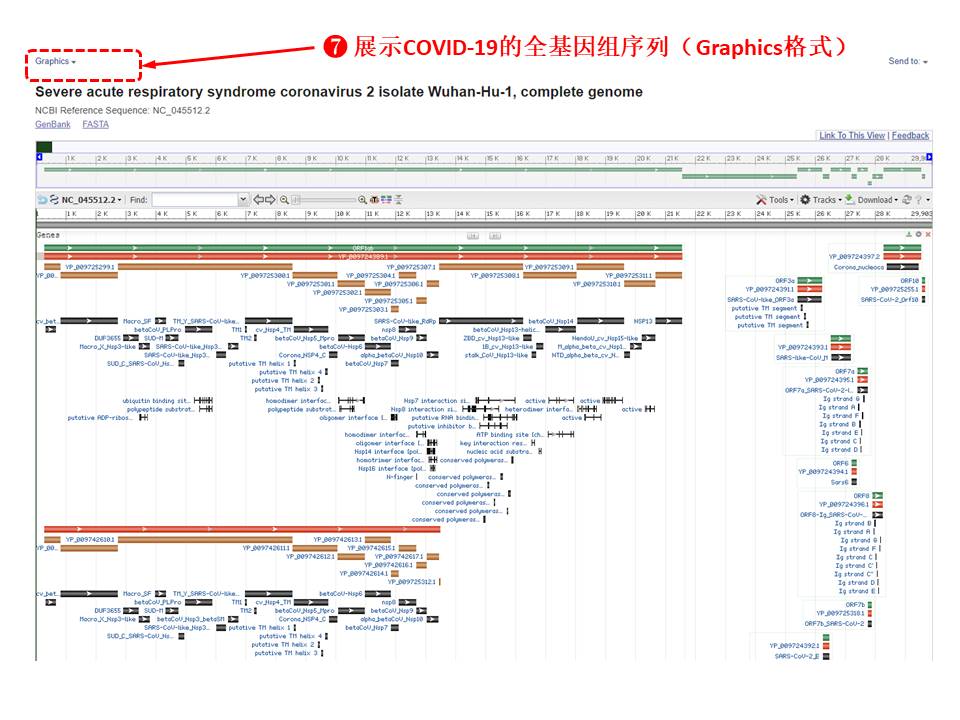 ❼ 展示COVID-19的全基因组序列（Graphics格式）
Graphics
Send to:
Severe acute respiratory syndrome coronavirus 2 isolate Wuhan-Hu-1, complete genome
NCBI Reference Sequence: NC_045512.2
GenBank FASTA
Link To This View | Feedback
1 K 2 K 3 K 4 K 5 K 6 K 7 K 8 K 9 K 10 K 11 K 12 K 13 K 14 K 15 K 16 K 17 K 18 K 19 K 20 K 21 K 22 K 23 K 24 K 25 K 26 K 27 K 28 K
NC_045512.2 Find: Tools Tracks Download ?
1 K 2 K 3 K 4 K 5 K 6 K 7 K 8 K 9 K 10 K 11 K 12 K 13 K 14 K 15 K 16 K 17 K 18 K 19 K 20 K 21 K 22 K 23 K 24 K 25 K 26 K 27 K 28 K 29,903
Genes
ORF1ab
YP_009724389.1 YP_009724397.2
YP_009725299.1 YP_009725307.1 YP_009725309.1 Corona_nucleoca
YP_00… YP_009725300.1 YP_009725304.1 YP_009725308.1 YP_009725311.1
YP_009725301.1 YP_009725306.1 YP_009725310.1 ORF3a ORF10
YP_009725302.1 YP_009724391.1 YP_009725255.1
YP_009725305.1 SARS-CoV-like_ORF3a SARS-CoV-2_Orf10
YP_009725303.1 putative TM segment
cv_bet… Macro_SF TM_Y_SARS-CoV-like… SARS-CoV-like_RdRp betaCoV_Nsp14 NSP13 putative TM segment
betaCoV_PLPro TM1 cv_Nsp4_TM nsp8 betaCoV_Nsp13-helic… putative TM segment
DUF3655 SUD-M TM2 betaCoV_Nsp5_Mpro betaCoV_Nsp9 ZBD_cv_Nsp13-like NendoU_cv_Nsp15-like
Macro_X_Nsp3-like SARS-CoV-like_Nsp3… betaCoV-Nsp6 1B_cv_Nsp13-like M_alpha_beta_cv_Nsp1… YP_009724393.1
SARS-CoV-like_Nsp3… Corona_NSP4_C alpha_betaCoV_Nsp10 stalk_CoV_Nsp13-like NTD_alpha_beta_cv_N… SARS-like-CoV_M
SUD_C_SARS-CoV_Ns… putative TM helix 1 betaCoV_Nsp7
putative TM helix 4 ORF7a
putative TM helix 2 YP_009724395.1
putative TM helix 3 ORF7a_SARS-CoV-2-l…
ubiquitin binding sit… homodimer interfac… Nsp7 interaction si… active active Ig strand G
polypeptide substrat… polypeptide substrat… Nsp8 interaction si… heterodimer interfa… active Ig strand A
putative ADP-ribos… oligomer interface [… putative RNA bindin… active Ig strand F
putative inhibitor b… Ig strand B
homodimer interfac… ATP binding site [ch… Ig strand E
oligomer interface [… key interaction res… Ig strand C
Nsp14 interface [pol… nucleic acid substra… Ig strand D
homotrimer interfac… conserved polymeras… ORF6
Nsp16 interface [pol… YP_009724394.1
N-finger conserved polymeras… Sars6
conserved polymeras…
conserved polymeras… ORF8
conserved polymeras… YP_009724396.1
conserved polymeras… ORF8-Ig_SARS-CoV-…
conserved polymeras… Ig strand B
Ig strand A
YP_009742610.1 YP_009742613.1 Ig strand G
YP_00… YP_009742611.1 YP_009742615.1 Ig strand F
YP_009742612.1 YP_009742617.1 Ig strand C
YP_009742616.1 Ig strand C'
YP_009742614.1 Ig strand C"
YP_009725312.1 Ig strand D
cv_bet… Macro_SF TM_Y_SARS-CoV-like… betaCoV-Nsp6 Ig strand E
betaCoV_PLPro TM1 cv_Nsp4_TM nsp8 ORF7b
DUF3655 SUD-M TM2 betaCoV_Nsp5_Mpro betaCoV_Nsp9 YP_009725318.1
Macro_X_Nsp3-like betaCoV_Nsp3_betaSM Corona_NSP4_C alpha_betaCoV_Nsp10 ORF7b_SARS-CoV-2
SARS-CoV-like_Nsp3… putative TM helix 1 betaCoV_Nsp7
SUD_C_SARS-CoV_Ns… putative TM helix 4
putative TM helix 2 YP_009724392.1
putative TM helix 3 SARS-CoV-2_E